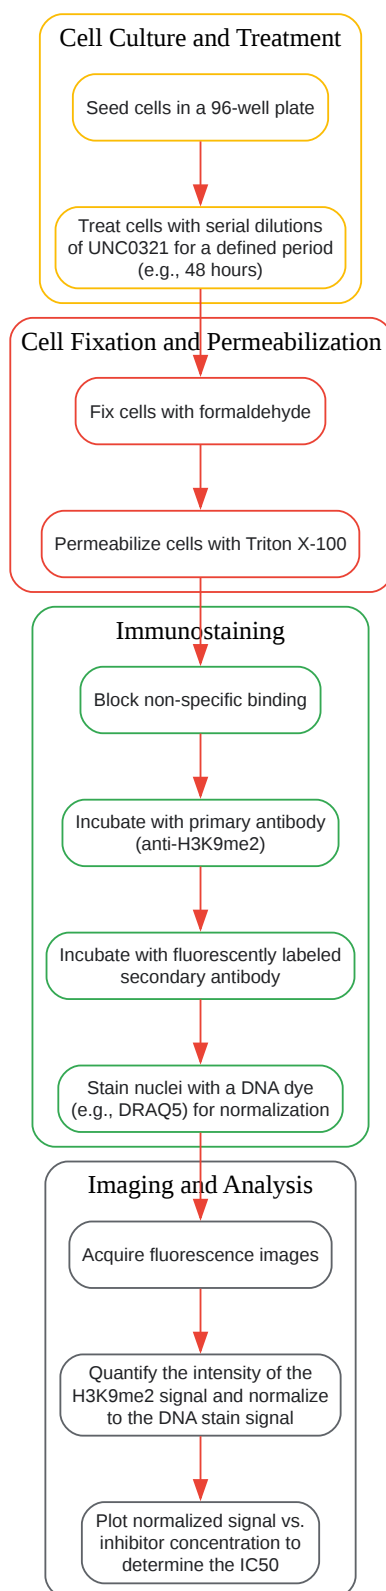 Cell Culture and Treatment
Seed cells in a 96-well plate
Treat cells with serial dilutions
of UNC0321 for a defined period
(e.g., 48 hours)
Cell Fixation and Permeabilization
Fix cells with formaldehyde
Permeabilize cells with Triton X-100
Immunostaining
Block non-specific binding
Incubate with primary antibody
(anti-H3K9me2)
Incubate with fluorescently labeled
secondary antibody
Stain nuclei with a DNA dye
(e.g., DRAQ5) for normalization
Imaging and Analysis
Acquire fluorescence images
Quantify the intensity of the
H3K9me2 signal and normalize
to the DNA stain signal
Plot normalized signal vs.
inhibitor concentration to
determine the IC50